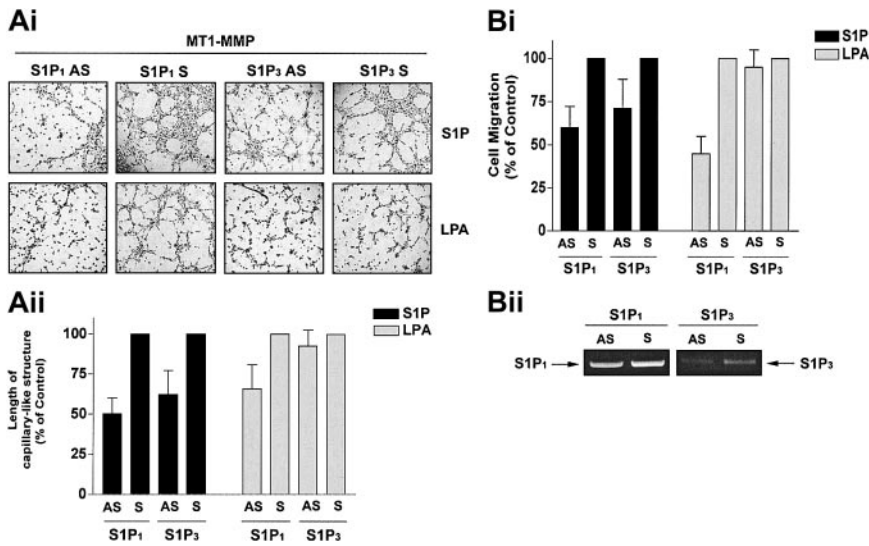 Ai
MT1-MMP
S1P1 AS S1P1 S S1P3 AS S1P3 S
S1P
LPA
Bi
S1P
LPA
Cell Migration
(% of Control)
100
75
50
25
0
AS S AS S AS S AS S
S1P1 S1P3 S1P1 S1P3
Aii
S1P
LPA
Length of
capillary-like structure
(% of Control)
100
75
50
25
0
AS S AS S AS S AS S
S1P1 S1P3 S1P1 S1P3
Bii
S1P1 S1P3
AS S AS S
S1P1 S1P3